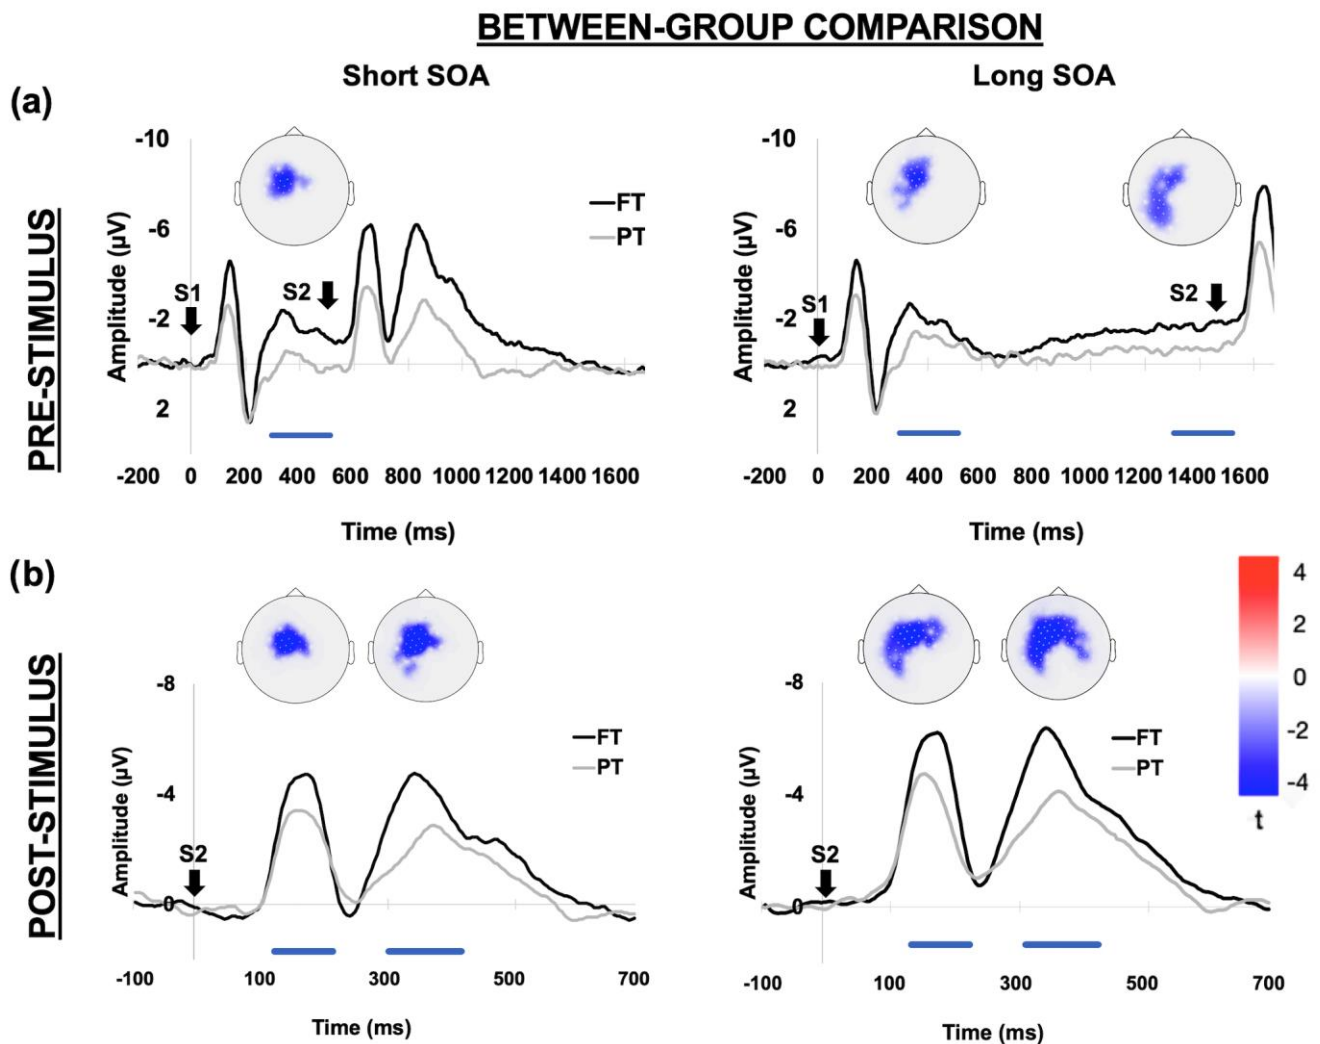 BETWEEN-GROUP COMPARISON
Short SOA
Long SOA
(a)
PRE-STIMULUS
Amplitude (µV)
-10
-6
-2
2
S1
S2
FT
PT
-200 0 200 400 600 800 1000 1200 1400 1600
Time (ms)
Amplitude (µV)
-10
-6
-2
2
S1
S2
-200 0 200 400 600 800 1000 1200 1400 1600
Time (ms)
(b)
POST-STIMULUS
Amplitude (µV)
-8
-4
0
S2
FT
PT
-100 100 300 500 700
Time (ms)
Amplitude (µV)
-8
-4
0
S2
FT
PT
-100 100 300 500 700
Time (ms)
4
2
0
-2
-4
t